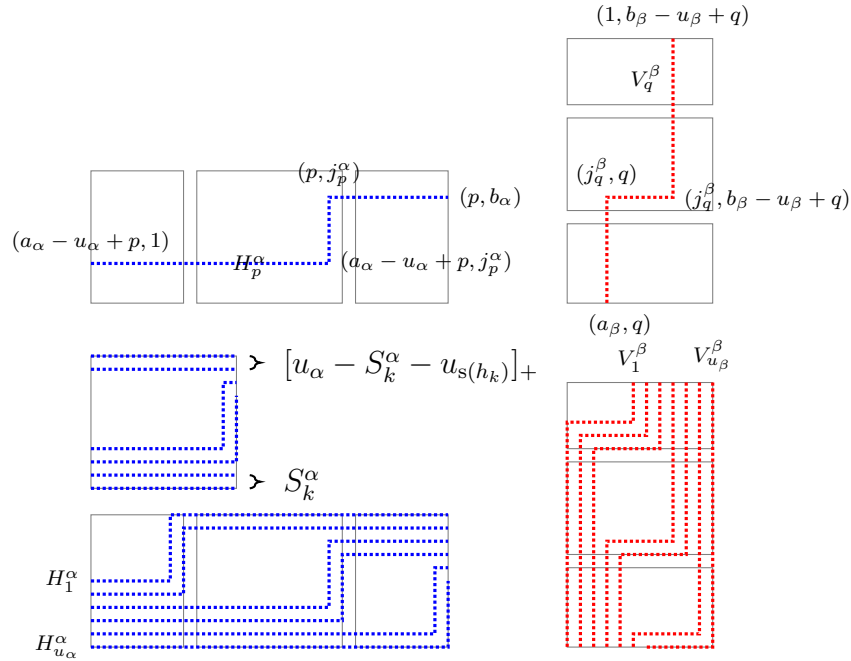 (1, b_β − u_β + q)
V_q^β
(p, j_p^α)
(j_q^β, q)
(p, b_α)
(j_q^β, b_β − u_β + q)
(a_α − u_α + p, 1)
H_p^α
(a_α − u_α + p, j_p^α)
(a_β, q)
[u_α − S_k^α − u_{s(h_k)}]_+
V_1^β
V_{u_β}^β
S_k^α
H_1^α
H_{u_α}^α